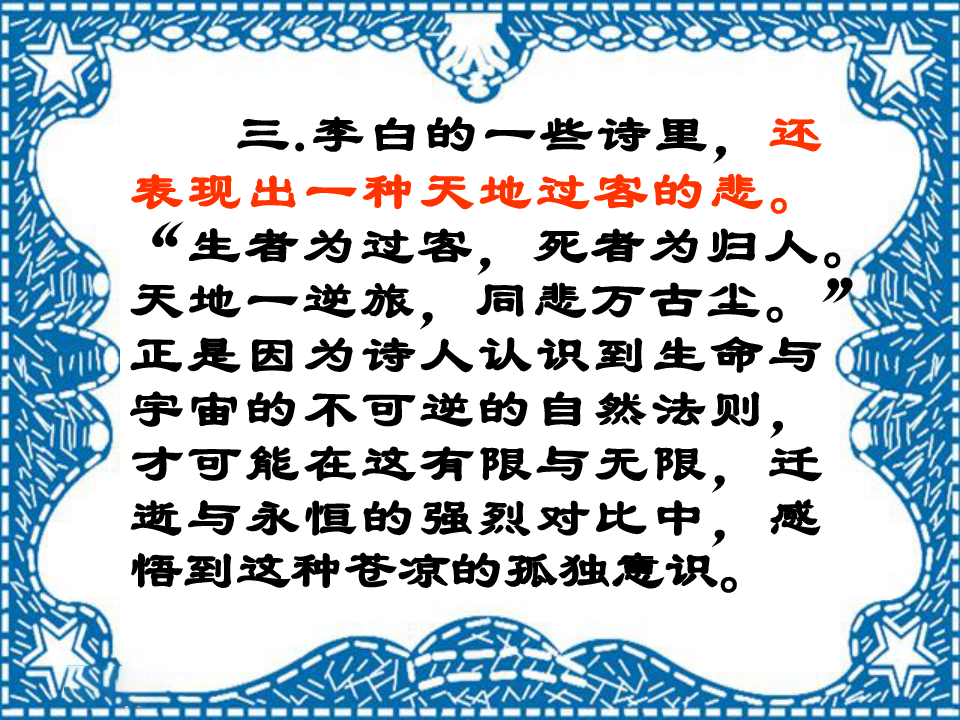 三.李白的一些诗里，还
表现出一种天地过客的悲。
“生者为过客，死者为归人。
天地一逆旅，同悲万古尘。”
正是因为诗人认识到生命与
宇宙的不可逆的自然法则，
才可能在这有限与无限，迁
逝与永恒的强烈对比中，感
悟到这种苍凉的孤独意识。